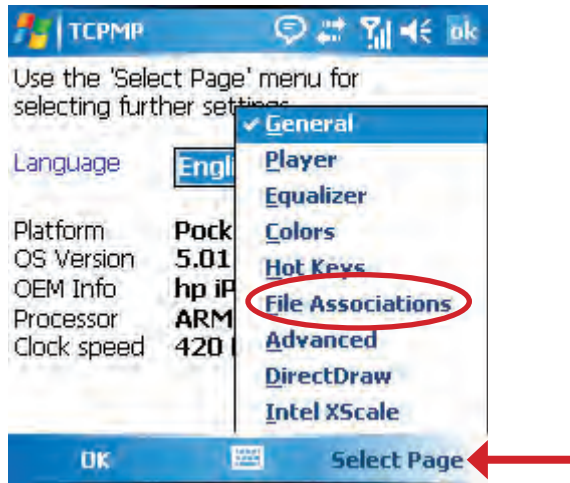 TCPMP ok
Use the 'Select Page' menu for
selecting further settings
✓ General
Player
Equalizer
Colors
Hot Keys
File Associations
Advanced
DirectDraw
Intel XScale
Language Engli
Platform Pock
OS Version 5.01
OEM Info hp iP
Processor ARM
Clock speed 420
OK Select Page